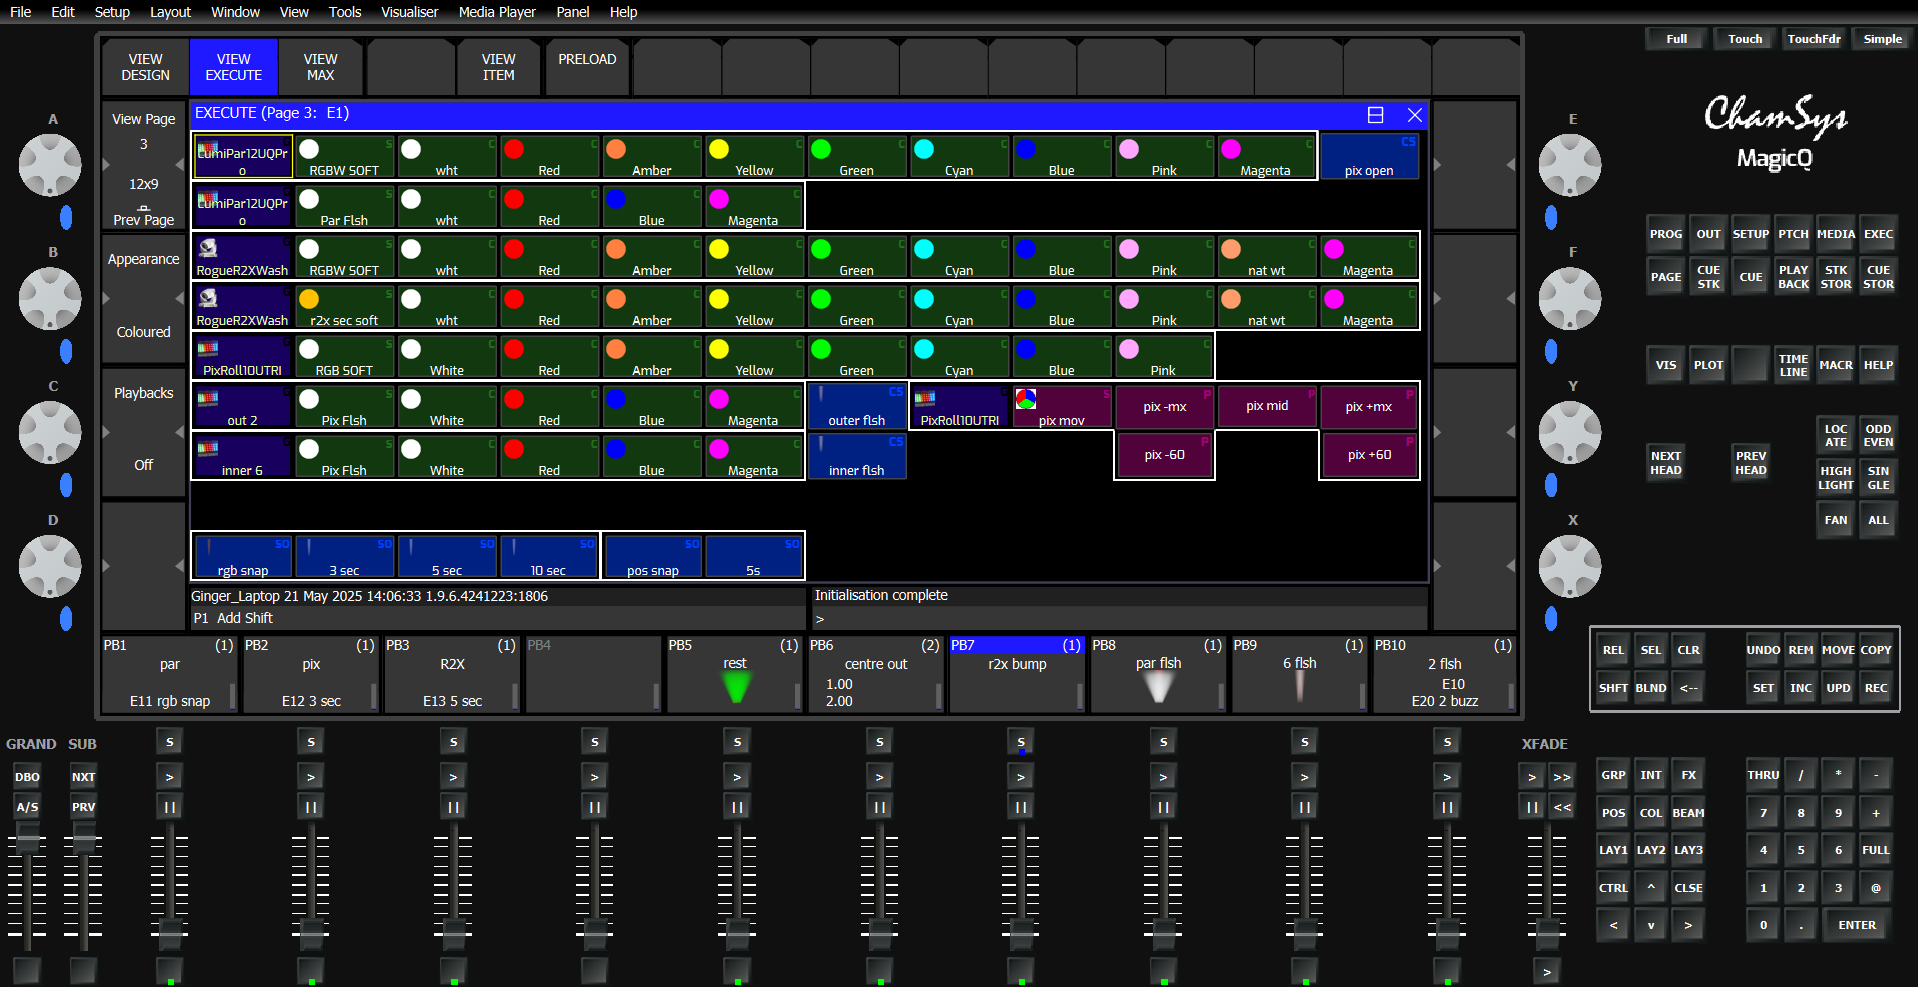 File Edit Setup Layout Window View Tools Visualiser Media Player Panel Help
Full Touch TouchFdr Simple
VIEW DESIGN VIEW EXECUTE VIEW MAX VIEW ITEM PRELOAD
ChamSys
MagicQ
View Page
3
12x9
Prev Page
Appearance
Coloured
Playbacks
Off
EXECUTE (Page 3: E1)
LumiPar12UQPro RGBW SOFT S wht C Red C Amber C Yellow C Green C Cyan C Blue C Pink C Magenta C pix open CS
LumiPar12UQPro Par Flsh S wht C Red C Blue C Magenta C
RogueR2XWash RGBW SOFT S wht C Red C Amber C Yellow C Green C Cyan C Blue C Pink C nat wt C Magenta C
RogueR2XWash r2x sec soft S wht C Red C Amber C Yellow C Green C Cyan C Blue C Pink C nat wt C Magenta C
PixRoll10UTRI RGB SOFT S White C Red C Amber C Yellow C Green C Cyan C Blue C Pink C
out 2 Pix Flsh S White C Red C Blue C Magenta C outer flsh CS PixRoll10UTRI pix mov S pix -mx P pix mid P pix +mx P
inner 6 Pix Flsh S White C Red C Blue C Magenta C inner flsh CS pix -60 P pix +60 P
rgb snap SO 3 sec SO 5 sec SO 10 sec SO pos snap SO 5s SO
Ginger_Laptop 21 May 2025 14:06:33 1.9.6.4241223:1806 Initialisation complete
P1 Add Shift >
PB1 (1) PB2 (1) PB3 (1) PB4 PB5 (1) PB6 (2) PB7 (1) PB8 (1) PB9 (1) PB10 (1)
par pix R2X rest centre out r2x bump par flsh 6 flsh 2 flsh
1.00 E10
E11 rgb snap E12 3 sec E13 5 sec 2.00 E20 2 buzz
A
B
C
D
E
F
Y
X
PROG OUT SETUP PTCH MEDIA EXEC
PAGE CUE STK CUE PLAY BACK STK STOR CUE STOR
VIS PLOT TIME LINE MACR HELP
LOC ATE ODD EVEN
NEXT HEAD PREV HEAD HIGH LIGHT SIN GLE
FAN ALL
REL SEL CLR UNDO REM MOVE COPY
SHFT BLND <-- SET INC UPD REC
GRAND SUB S S S S S S S S S S XFADE
DBO NXT > > > > > > > > > > > >>
A/S PRV || || || || || || || || || || || <<
>
GRP INT FX THRU / * -
POS COL BEAM 7 8 9 +
LAY1 LAY2 LAY3 4 5 6 FULL
CTRL ^ CLSE 1 2 3 @
< v > 0 . ENTER